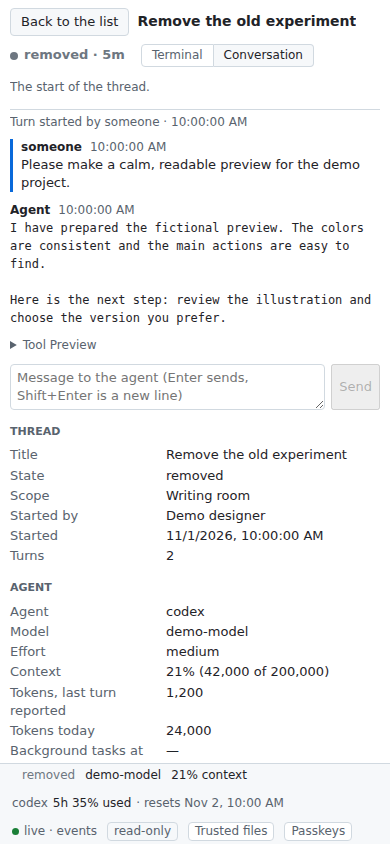 Back to the list Remove the old experiment
removed · 5m Terminal Conversation
The start of the thread.
Turn started by someone · 10:00:00 AM
someone 10:00:00 AM
Please make a calm, readable preview for the demo
project.
Agent 10:00:00 AM
I have prepared the fictional preview. The colors
are consistent and the main actions are easy to
find.
Here is the next step: review the illustration and
choose the version you prefer.
Tool Preview
Message to the agent (Enter sends,
Shift+Enter is a new line)
Send
THREAD
Title Remove the old experiment
State removed
Scope Writing room
Started by Demo designer
Started 11/1/2026, 10:00:00 AM
Turns 2
AGENT
Agent codex
Model demo-model
Effort medium
Context 21% (42,000 of 200,000)
Tokens, last turn 1,200
reported
Tokens today 24,000
Background tasks at —
removed demo-model 21% context
codex 5h 35% used · resets Nov 2, 10:00 AM
live · events read-only Trusted files Passkeys